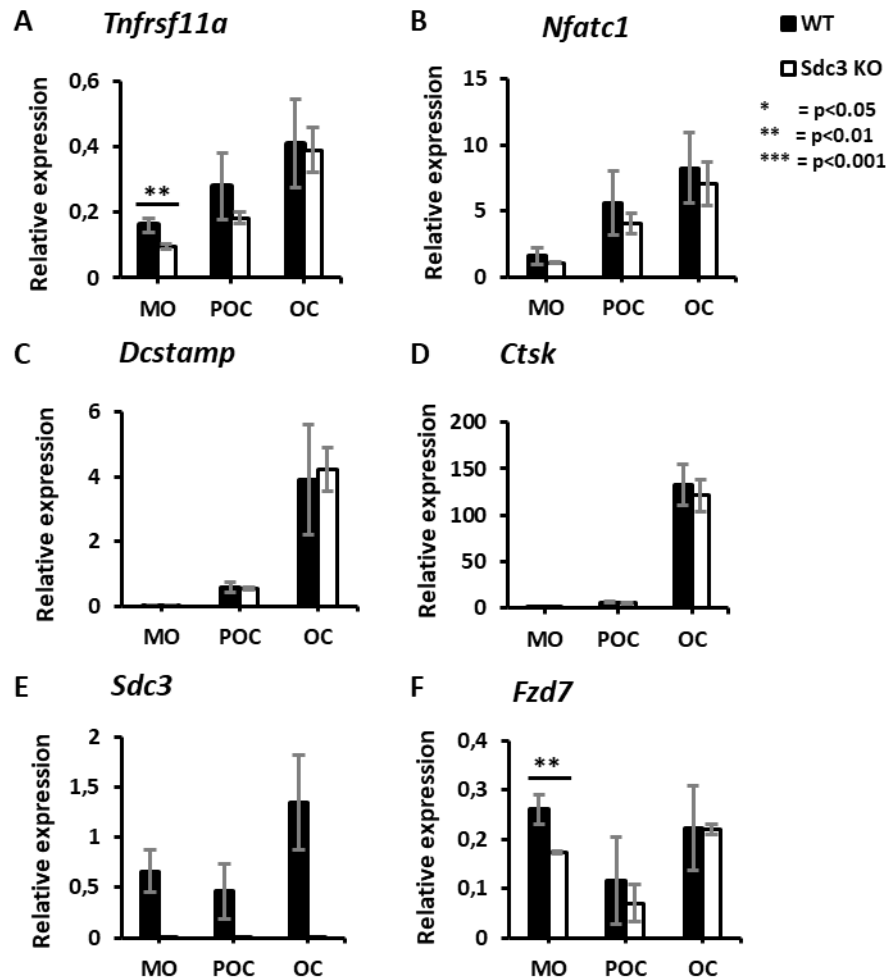 A Tnfrsf11a
Relative expression
0,6
0,4
0,2
0
**
MO POC OC
B Nfatc1
Relative expression
15
10
5
0
MO POC OC
WT
Sdc3 KO
* = p<0.05
** = p<0.01
*** = p<0.001
C Dcstamp
Relative expression
6
4
2
0
MO POC OC
D Ctsk
Relative expression
200
150
100
50
0
MO POC OC
E Sdc3
Relative expression
2
1,5
1
0,5
0
MO POC OC
F Fzd7
Relative expression
0,4
0,3
0,2
0,1
0
**
MO POC OC